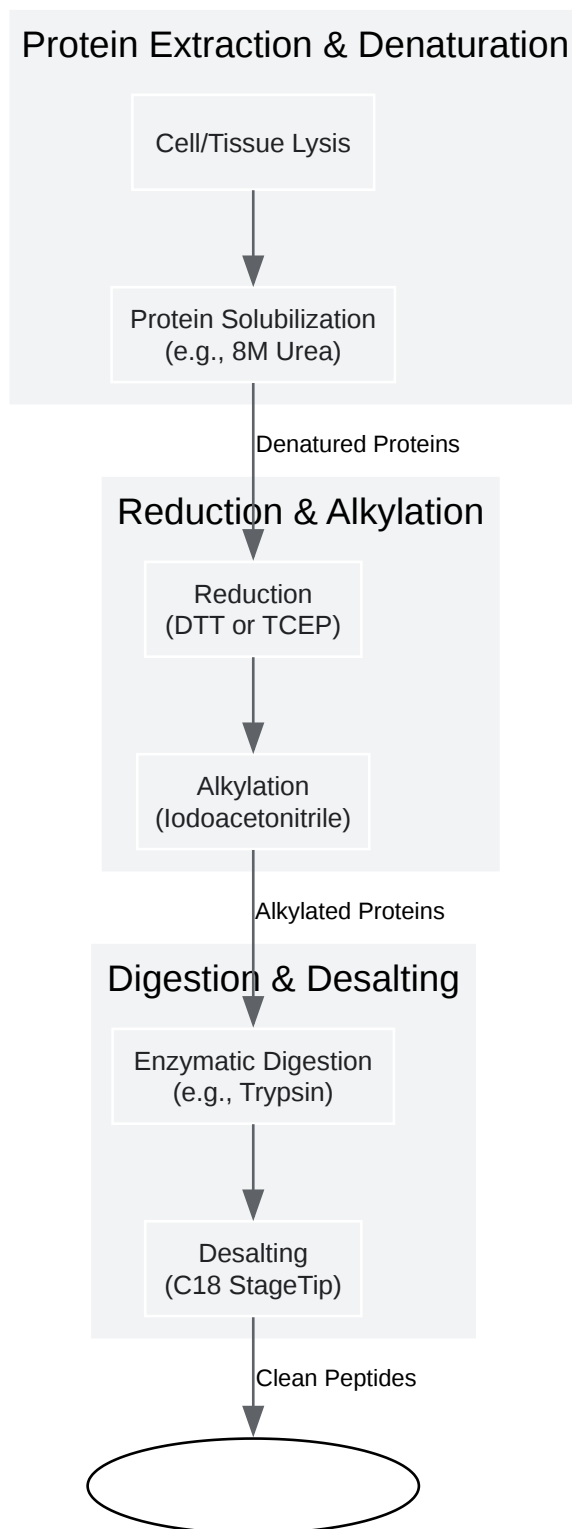 Protein Extraction & Denaturation
Cell/Tissue Lysis
Protein Solubilization
(e.g., 8M Urea)
Denatured Proteins
Reduction & Alkylation
Reduction
(DTT or TCEP)
Alkylation
(Iodoacetonitrile)
Alkylated Proteins
Digestion & Desalting
Enzymatic Digestion
(e.g., Trypsin)
Desalting
(C18 StageTip)
Clean Peptides